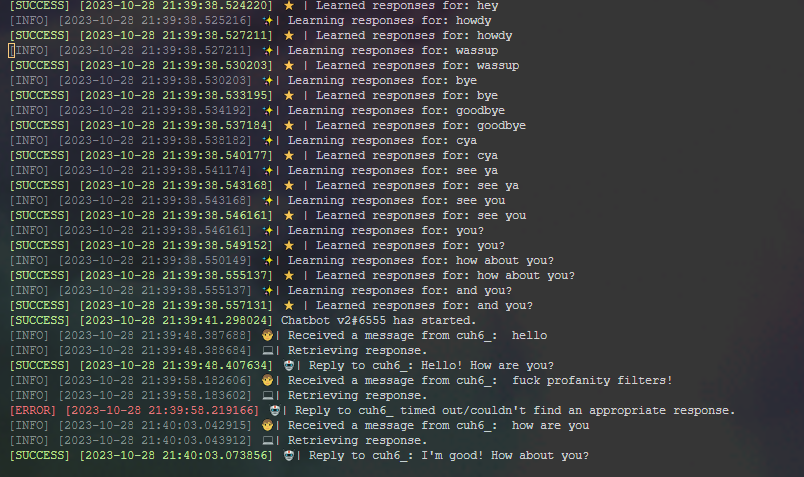 [SUCCESS] [2023-10-28 21:39:38.524220] ⭐ | Learned responses for: hey
[INFO] [2023-10-28 21:39:38.525216] ✨| Learning responses for: howdy
[SUCCESS] [2023-10-28 21:39:38.527211] ⭐ | Learned responses for: howdy
[INFO] [2023-10-28 21:39:38.527211] ✨| Learning responses for: wassup
[SUCCESS] [2023-10-28 21:39:38.530203] ⭐ | Learned responses for: wassup
[INFO] [2023-10-28 21:39:38.530203] ✨| Learning responses for: bye
[SUCCESS] [2023-10-28 21:39:38.533195] ⭐ | Learned responses for: bye
[INFO] [2023-10-28 21:39:38.534192] ✨| Learning responses for: goodbye
[SUCCESS] [2023-10-28 21:39:38.537184] ⭐ | Learned responses for: goodbye
[INFO] [2023-10-28 21:39:38.538182] ✨| Learning responses for: cya
[SUCCESS] [2023-10-28 21:39:38.540177] ⭐ | Learned responses for: cya
[INFO] [2023-10-28 21:39:38.541174] ✨| Learning responses for: see ya
[SUCCESS] [2023-10-28 21:39:38.543168] ⭐ | Learned responses for: see ya
[INFO] [2023-10-28 21:39:38.543168] ✨| Learning responses for: see you
[SUCCESS] [2023-10-28 21:39:38.546161] ⭐ | Learned responses for: see you
[INFO] [2023-10-28 21:39:38.546161] ✨| Learning responses for: you?
[SUCCESS] [2023-10-28 21:39:38.549152] ⭐ | Learned responses for: you?
[INFO] [2023-10-28 21:39:38.550149] ✨| Learning responses for: how about you?
[SUCCESS] [2023-10-28 21:39:38.555137] ⭐ | Learned responses for: how about you?
[INFO] [2023-10-28 21:39:38.555137] ✨| Learning responses for: and you?
[SUCCESS] [2023-10-28 21:39:38.557131] ⭐ | Learned responses for: and you?
[SUCCESS] [2023-10-28 21:39:41.298024] Chatbot v2#6555 has started.
[INFO] [2023-10-28 21:39:48.387688] 🧑| Received a message from cuh6_:  hello
[INFO] [2023-10-28 21:39:48.388684] 💻| Retrieving response.
[SUCCESS] [2023-10-28 21:39:48.407634] 🤖| Reply to cuh6_: Hello! How are you?
[INFO] [2023-10-28 21:39:58.182606] 🧑| Received a message from cuh6_:  fuck profanity filters!
[INFO] [2023-10-28 21:39:58.183602] 💻| Retrieving response.
[ERROR] [2023-10-28 21:39:58.219166] 🤖| Reply to cuh6_ timed out/couldn't find an appropriate response.
[INFO] [2023-10-28 21:40:03.042915] 🧑| Received a message from cuh6_:  how are you
[INFO] [2023-10-28 21:40:03.043912] 💻| Retrieving response.
[SUCCESS] [2023-10-28 21:40:03.073856] 🤖| Reply to cuh6_: I'm good! How about you?